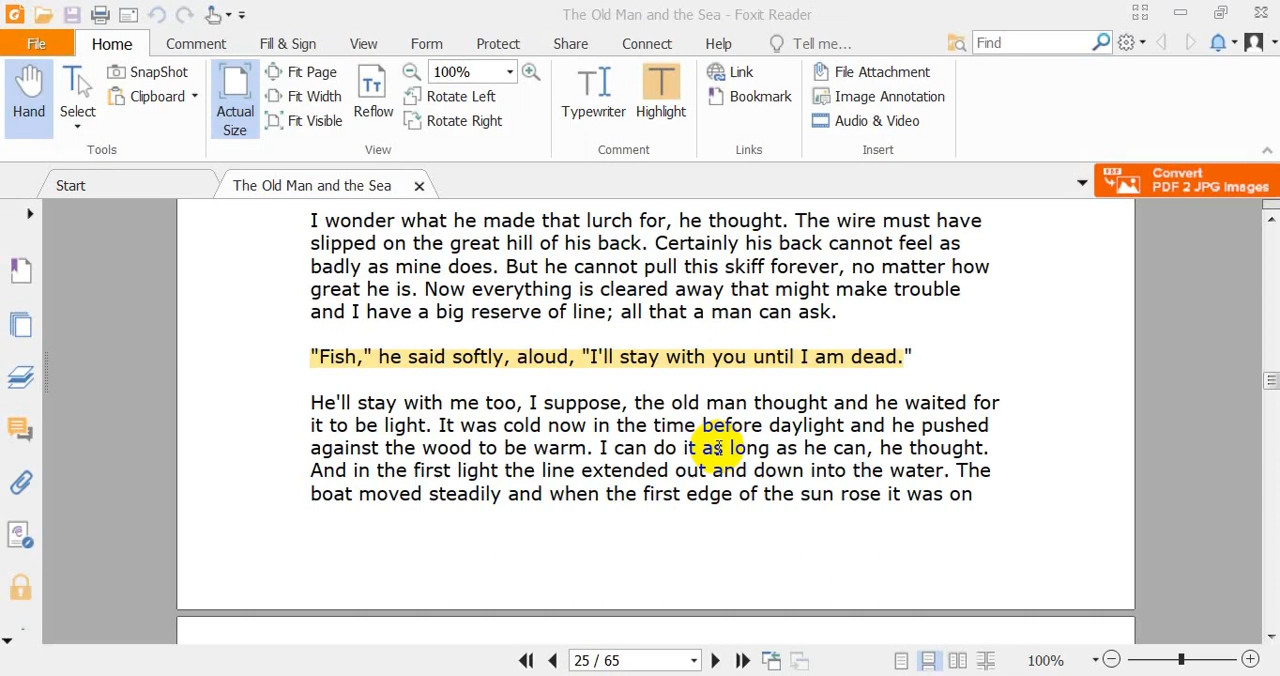 The Old Man and the Sea - Foxit Reader
File Home Comment Fill & Sign View Form Protect Share Connect Help Tell me... Find
Hand
Select
SnapShot
Clipboard
Tools
Actual Size
Fit Page
Fit Width
Fit Visible
Reflow
100%
Rotate Left
Rotate Right
View
Typewriter
Highlight
Comment
Link
Bookmark
Links
File Attachment
Image Annotation
Audio & Video
Insert
Start
The Old Man and the Sea
Convert
PDF 2 JPG Images
I wonder what he made that lurch for, he thought. The wire must have
slipped on the great hill of his back. Certainly his back cannot feel as
badly as mine does. But he cannot pull this skiff forever, no matter how
great he is. Now everything is cleared away that might make trouble
and I have a big reserve of line; all that a man can ask.
"Fish," he said softly, aloud, "I'll stay with you until I am dead."
He'll stay with me too, I suppose, the old man thought and he waited for
it to be light. It was cold now in the time before daylight and he pushed
against the wood to be warm. I can do it as long as he can, he thought.
And in the first light the line extended out and down into the water. The
boat moved steadily and when the first edge of the sun rose it was on
25 / 65
100%